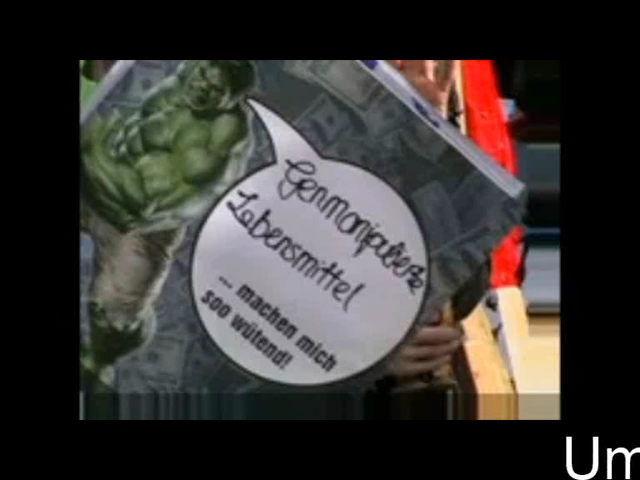 Genmanipulierte
Lebensmittel
... machen mich
soo wütend!
Um